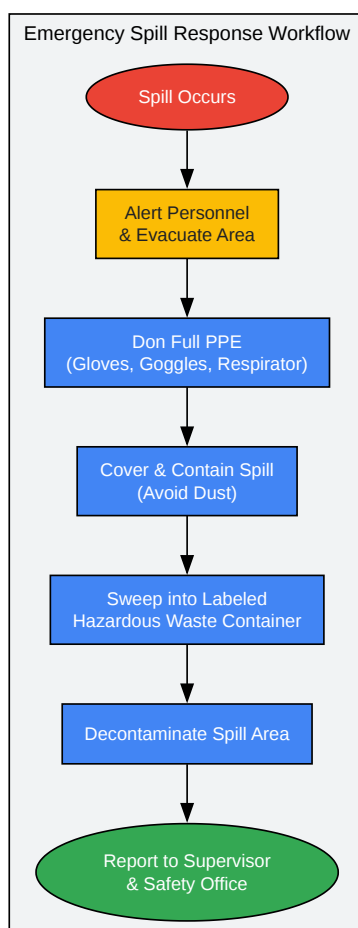 Emergency Spill Response Workflow
Spill Occurs
Alert Personnel
& Evacuate Area
Don Full PPE
(Gloves, Goggles, Respirator)
Cover & Contain Spill
(Avoid Dust)
Sweep into Labeled
Hazardous Waste Container
Decontaminate Spill Area
Report to Supervisor
& Safety Office